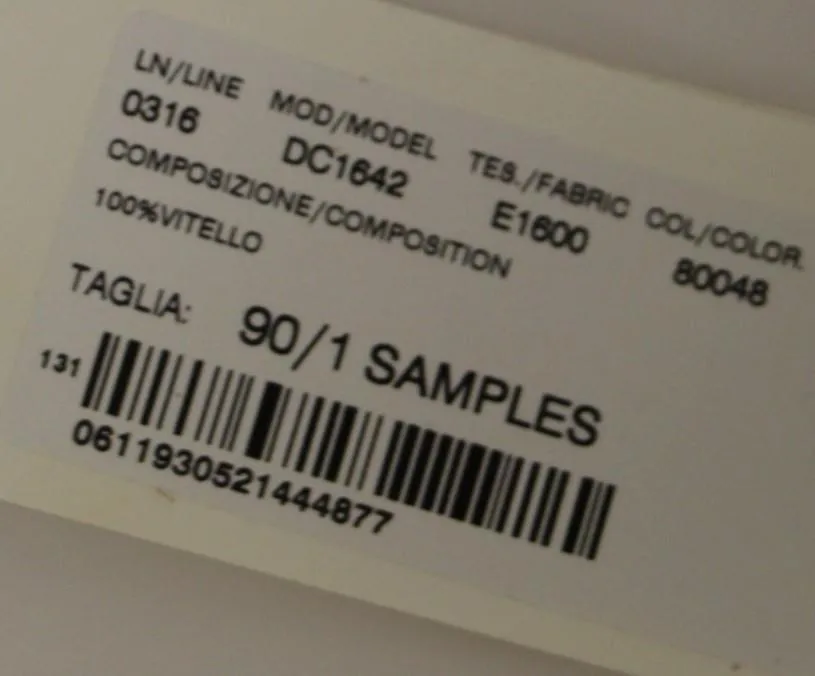 LN/LINE MOD/MODEL TES./FABRIC COL/COLOR.
0316 DC1642 E1600 80048
COMPOSIZIONE/COMPOSITION
100%VITELLO
TAGLIA: 90/1 SAMPLES
131
0611930521444877